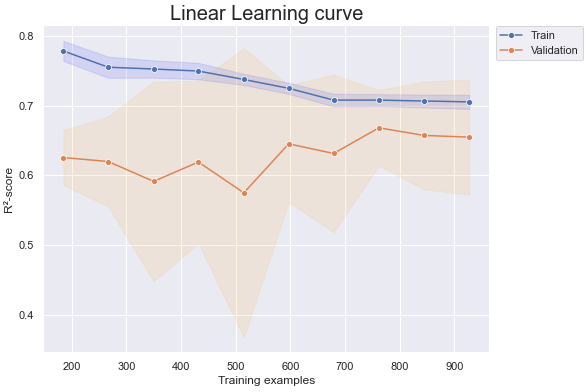 Linear Learning curve
Train
Validation
0.8
0.7
0.6
0.5
0.4
R²-score
200 300 400 500 600 700 800 900
Training examples